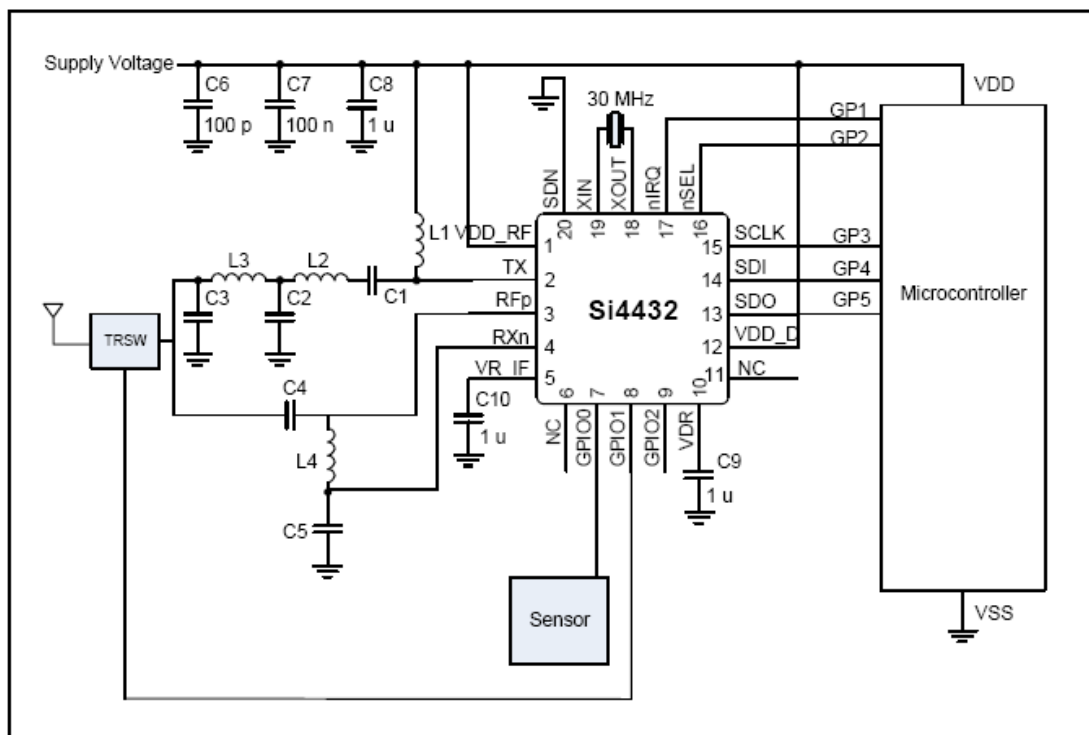 Supply Voltage
C6
100 p
C7
100 n
C8
1 u
30 MHz
VDD
GP1
GP2
SDN
XIN
XOUT
nIRQ
nSEL
20
19
18
17
16
L1
VDD_RF
1
TX
2
RFp
3
RXn
4
VR_IF
5
Si4432
SCLK
15
SDI
14
SDO
13
VDD_D
12
NC
11
GP3
GP4
GP5
Microcontroller
L3
L2
C3
C2
C1
TRSW
C4
L4
C5
C10
1 u
6
7
8
9
10
NC
GPIO0
GPIO1
GPIO2
VDR
C9
1 u
Sensor
VSS